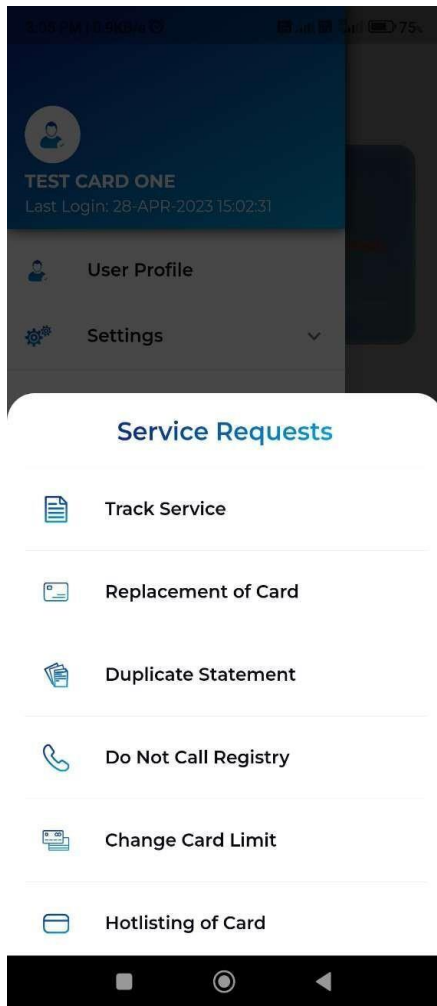 75%
TEST CARD ONE
Last Login: 28-APR-2023 15:02:31
User Profile
Settings
Service Requests
Track Service
Replacement of Card
Duplicate Statement
Do Not Call Registry
Change Card Limit
Hotlisting of Card